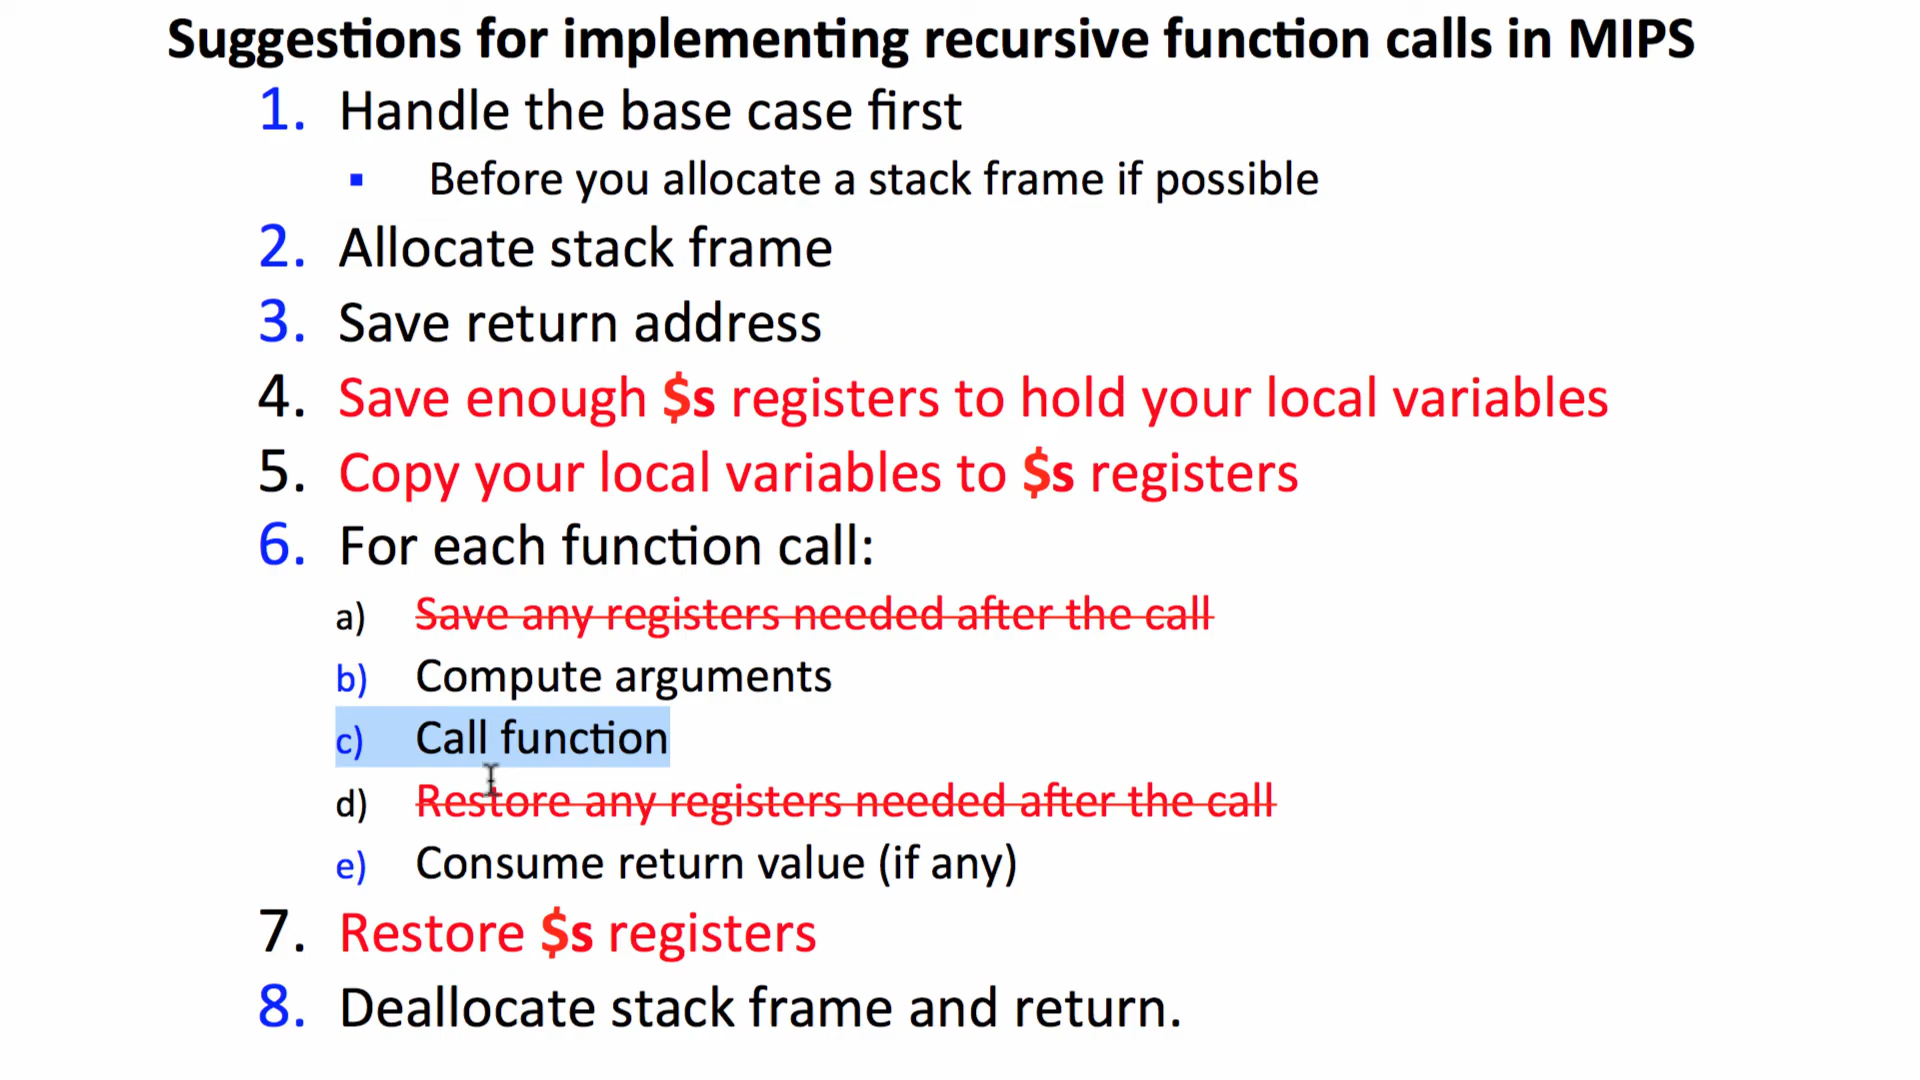 Suggestions for implementing recursive function calls in MIPS
1. Handle the base case first
▪ Before you allocate a stack frame if possible
2. Allocate stack frame
3. Save return address
4. Save enough $s registers to hold your local variables
5. Copy your local variables to $s registers
6. For each function call:
a) Save any registers needed after the call
b) Compute arguments
c) Call function
d) Restore any registers needed after the call
e) Consume return value (if any)
7. Restore $s registers
8. Deallocate stack frame and return.